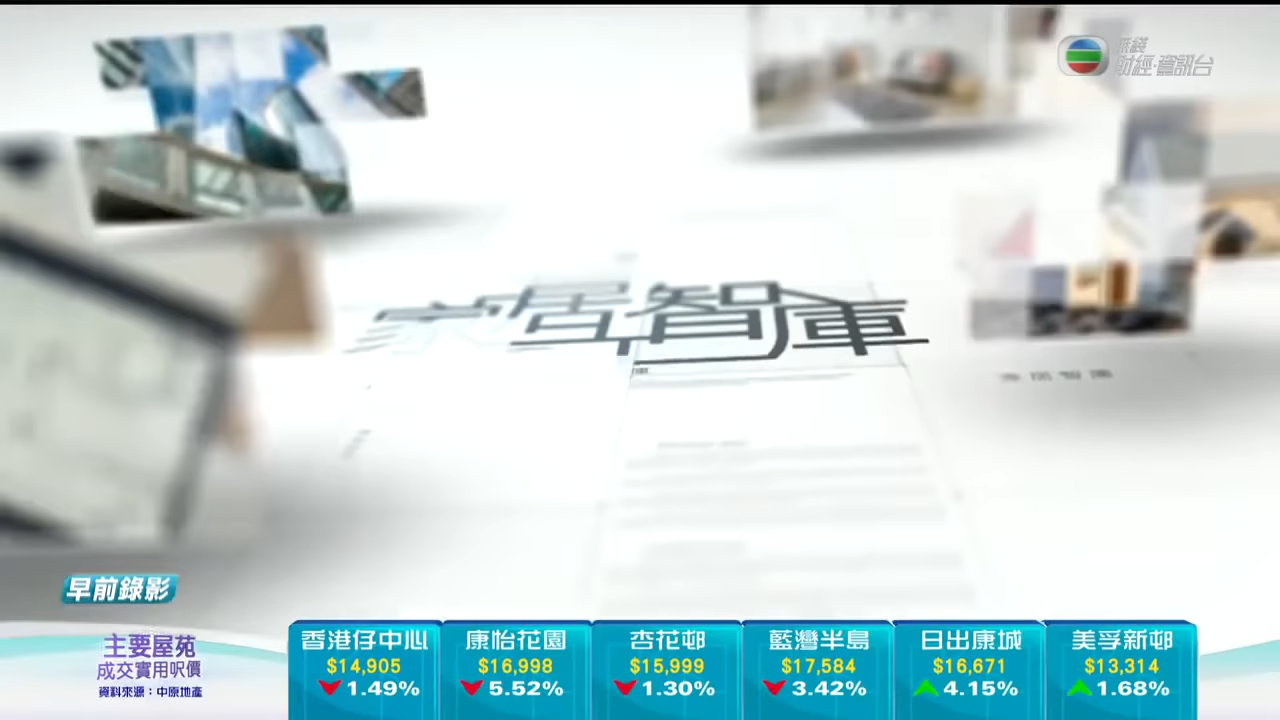 無綫
財經·資訊台
家居智庫
早前錄影
主要屋苑
成交實用呎價
資料來源：中原地產
香港仔中心
$14,905
1.49%
康怡花園
$16,998
5.52%
杏花邨
$15,999
1.30%
藍灣半島
$17,584
3.42%
日出康城
$16,671
4.15%
美孚新邨
$13,314
1.68%